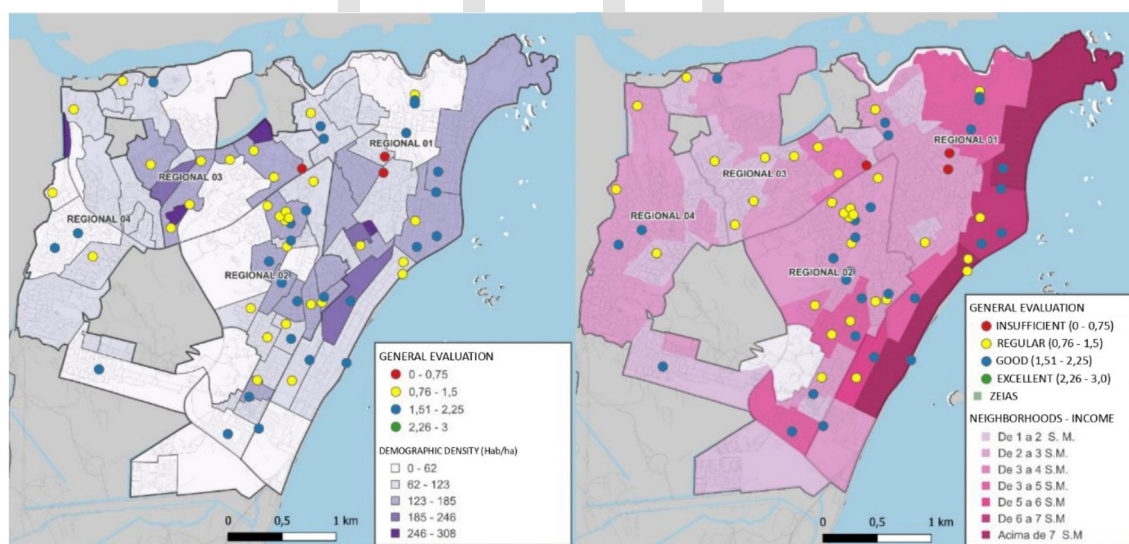 REGIONAL 01
REGIONAL 03
REGIONAL 04
REGIONAL 02
GENERAL EVALUATION
0 - 0,75
0,76 - 1,5
1,51 - 2,25
2,26 - 3
DEMOGRAPHIC DENSITY (Hab/ha)
0 - 62
62 - 123
123 - 185
185 - 246
246 - 308
0 0,5 1 km
REGIONAL 01
REGIONAL 03
REGIONAL 04
REGIONAL 02
GENERAL EVALUATION
INSUFFICIENT (0 - 0,75)
REGULAR (0,76 - 1,5)
GOOD (1,51 - 2,25)
EXCELLENT (2,26 - 3,0)
ZEIAS
NEIGHBORHOODS - INCOME
De 1 a 2 S. M.
De 2 a 3 S.M.
De 3 a 4 S.M.
De 3 a 5 S.M.
De 5 a 6 S.M
De 6 a 7 S.M
Acima de 7 S.M
0 0,5 1 km